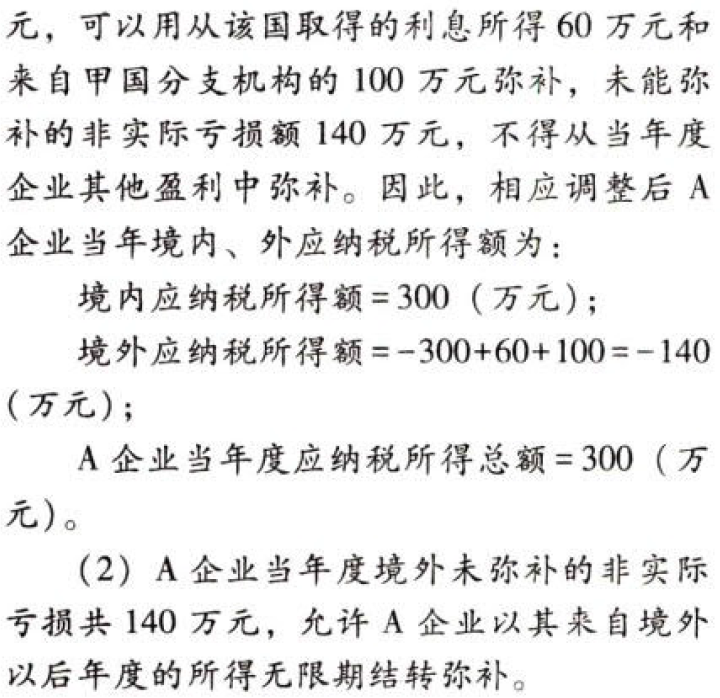 元，可以用从该国取得的利息所得 60 万元和
来自甲国分支机构的 100 万元弥补，未能弥
补的非实际亏损额 140 万元，不得从当年度
企业其他盈利中弥补。因此，相应调整后 A
企业当年境内、外应纳税所得额为：
境内应纳税所得额＝300（万元）；
境外应纳税所得额＝－300+60+100＝－140
（万元）；
A 企业当年度应纳税所得总额＝300（万
元）。
（2）A 企业当年度境外未弥补的非实际
亏损共 140 万元，允许 A 企业以其来自境外
以后年度的所得无限期结转弥补。